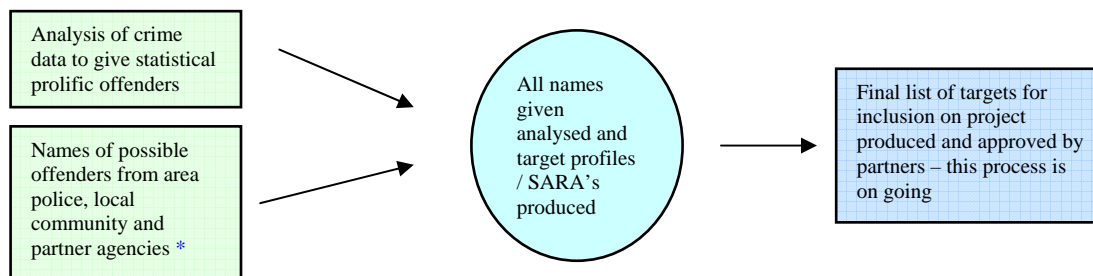 Analysis of crime
data to give statistical
prolific offenders
Names of possible
offenders from area
police, local
community and
partner agencies *
All names
given
analysed and
target profiles
/ SARA's
produced
Final list of targets for
inclusion on project
produced and approved by
partners – this process is
on going